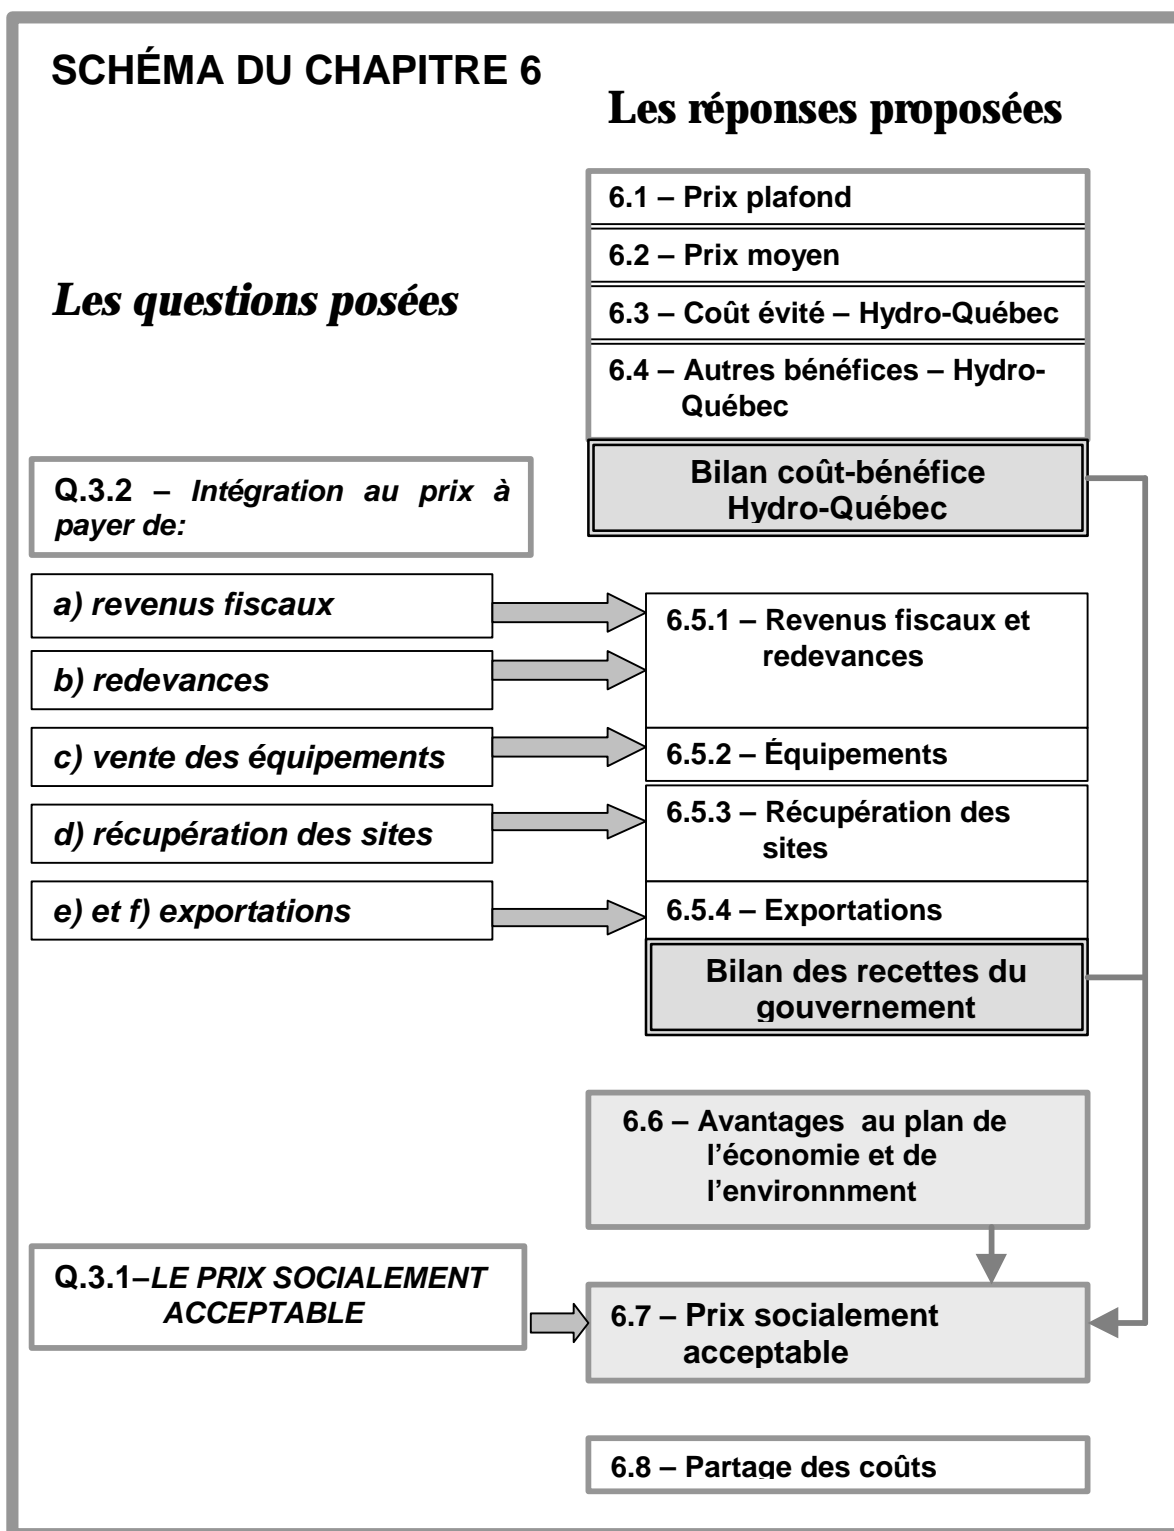 SCHÉMA DU CHAPITRE 6
Les réponses proposées
6.1 – Prix plafond
6.2 – Prix moyen
Les questions posées
6.3 – Coût évité – Hydro-Québec
6.4 – Autres bénéfices – Hydro-
Québec
Bilan coût-bénéfice
Hydro-Québec
Q.3.2 – Intégration au prix à
payer de:
a) revenus fiscaux
6.5.1 – Revenus fiscaux et
redevances
b) redevances
c) vente des équipements
6.5.2 – Équipements
d) récupération des sites
6.5.3 – Récupération des
sites
e) et f) exportations
6.5.4 – Exportations
Bilan des recettes du
gouvernement
6.6 – Avantages au plan de
l'économie et de
l'environnment
Q.3.1–LE PRIX SOCIALEMENT
ACCEPTABLE
6.7 – Prix socialement
acceptable
6.8 – Partage des coûts